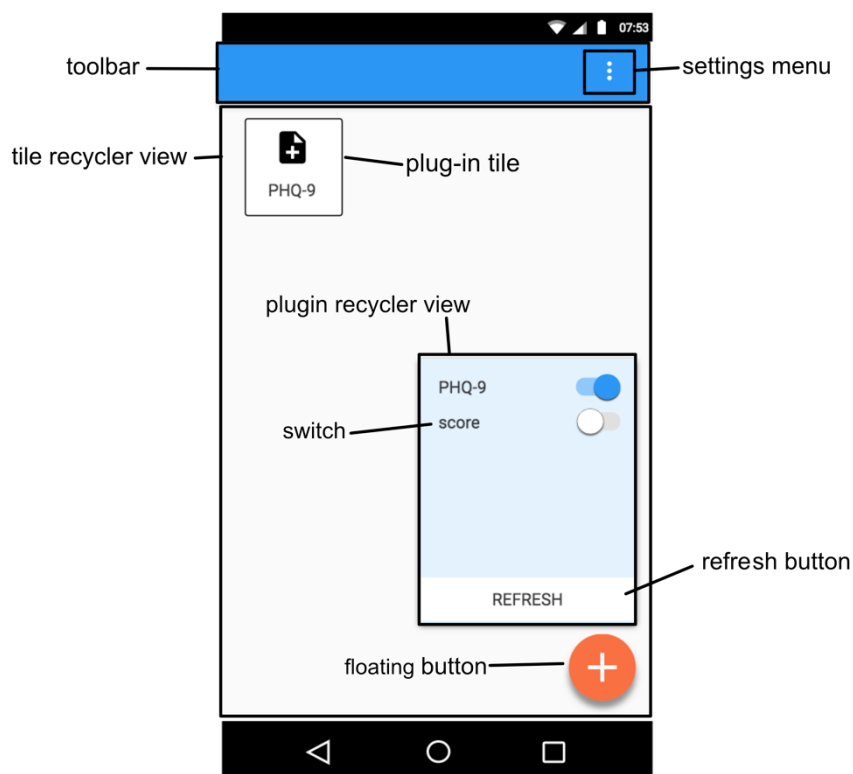 07:53
toolbar
settings menu
tile recycler view
plug-in tile
PHQ-9
plugin recycler view
PHQ-9
switch
score
refresh button
REFRESH
floating button